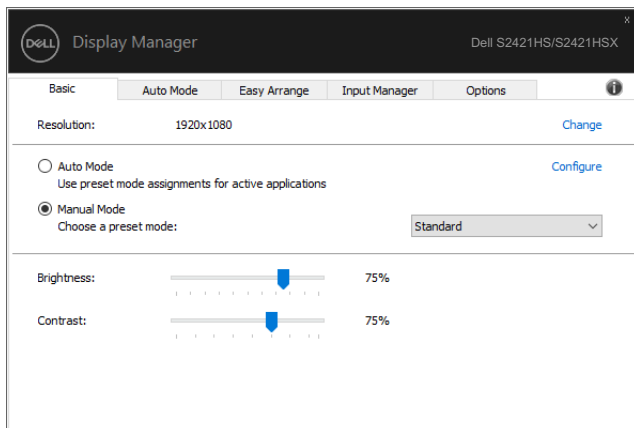 DELL Display Manager Dell S2421HS/S2421HSX
x
Basic Auto Mode Easy Arrange Input Manager Options i
Resolution: 1920x1080 Change
Auto Mode Configure
Use preset mode assignments for active applications
Manual Mode
Choose a preset mode: Standard
Brightness: 75%
Contrast: 75%